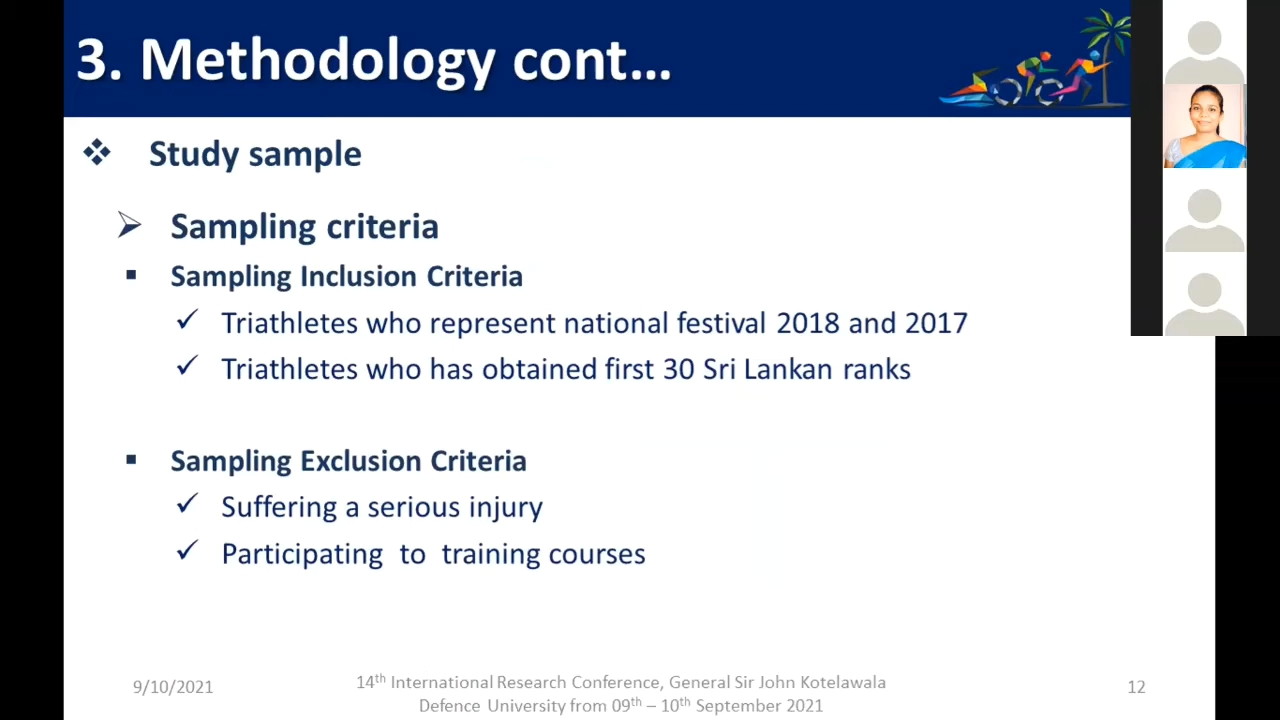 3. Methodology cont...
❖ Study sample
➢ Sampling criteria
▪ Sampling Inclusion Criteria
✓ Triathletes who represent national festival 2018 and 2017
✓ Triathletes who has obtained first 30 Sri Lankan ranks
▪ Sampling Exclusion Criteria
✓ Suffering a serious injury
✓ Participating to training courses
9/10/2021
14th International Research Conference, General Sir John Kotelawala
Defence University from 09th – 10th September 2021
12